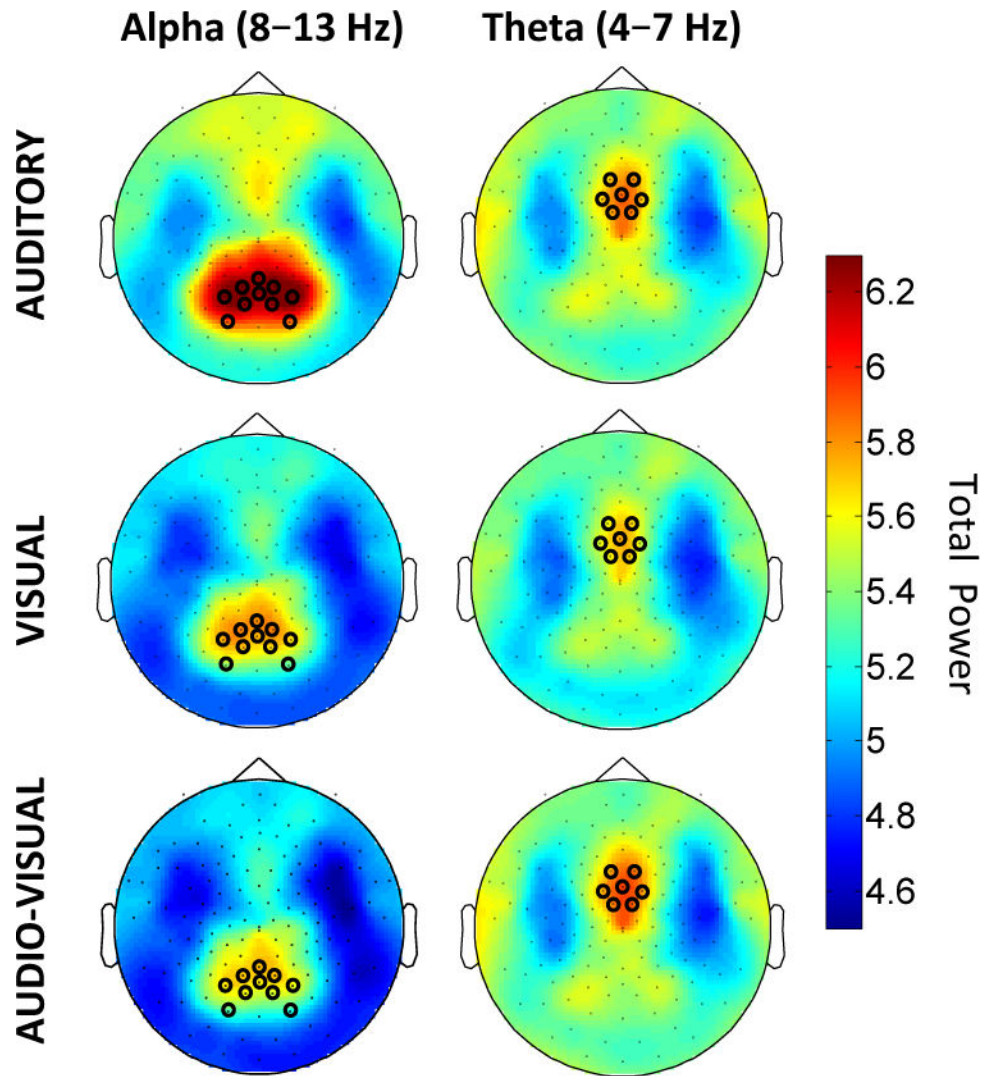 Alpha (8–13 Hz) Theta (4–7 Hz)
AUDITORY
VISUAL
AUDIO-VISUAL
6.2
6
5.8
5.6
5.4
5.2
5
4.8
4.6
Total Power